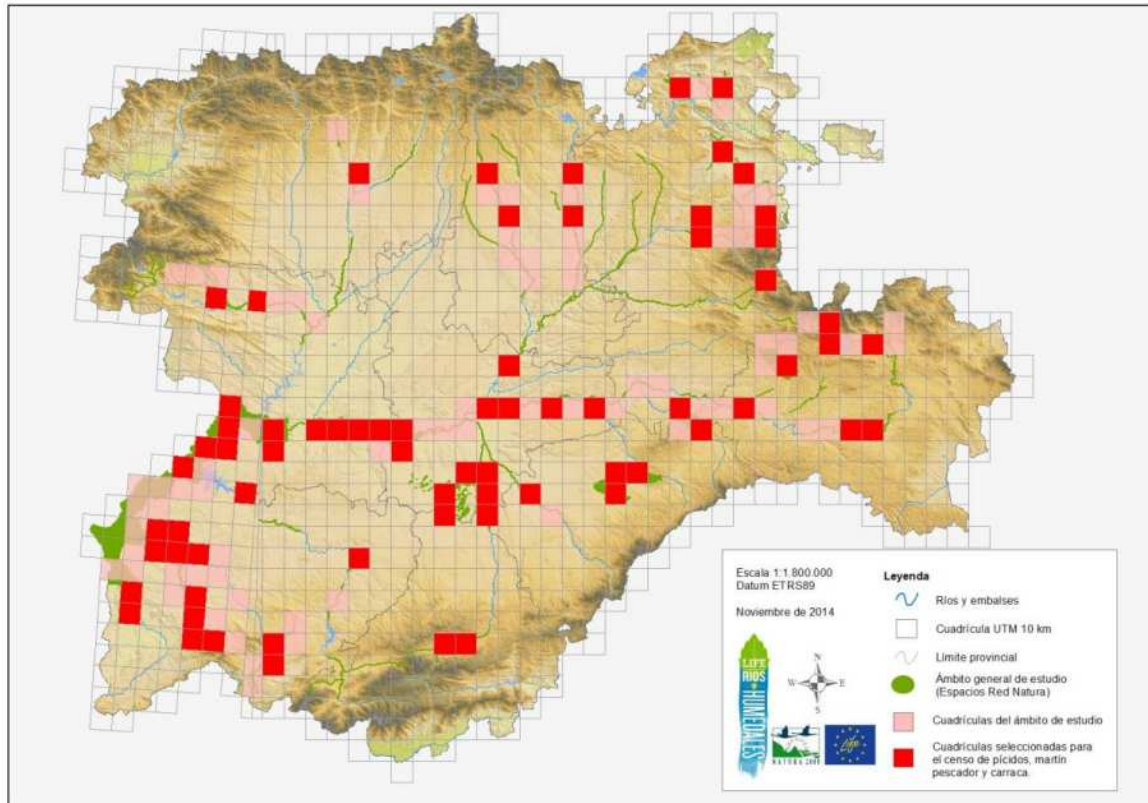 Escala 1:1.800.000
Datum ETRS89
Noviembre de 2014
LIFE
RÍOS
HUMEDALES
N
W
E
S
NATURA 2000
Life
Leyenda
Ríos y embalses
Cuadrícula UTM 10 km
Límite provincial
Ámbito general de estudio
(Espacios Red Natura)
Cuadrículas del ámbito de estudio
Cuadrículas seleccionadas para
el censo de pícidos, martín
pescador y carraca.